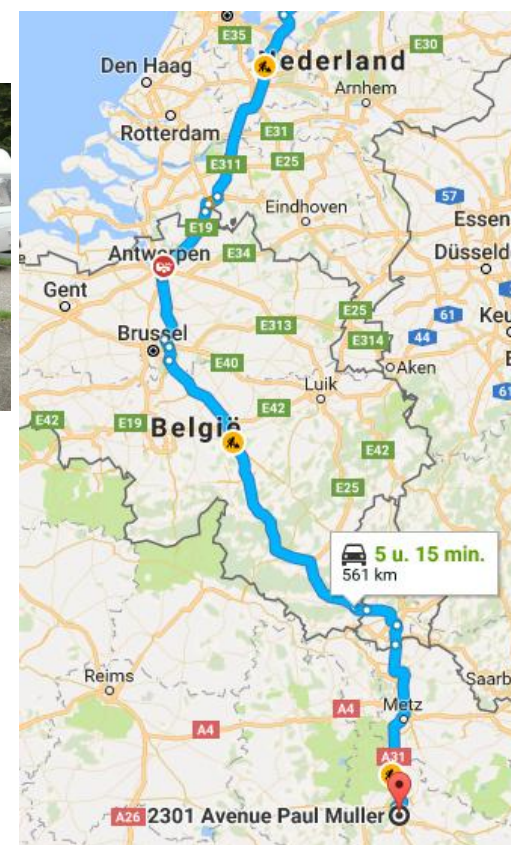 E35
Nederland
E30
Den Haag
Arnhem
Rotterdam
E31
E311
E25
57
Eindhoven
Essen
E19
Antwerpen
E34
Düsseld
Gent
E25
61
Keu
E313
Brussel
E314
44
E40
Aken
Luik
61
E42
E19
België
E42
E42
E25
5 u. 15 min.
561 km
Reims
Saarb
A4
Metz
A4
A31
A26
2301 Avenue Paul Muller